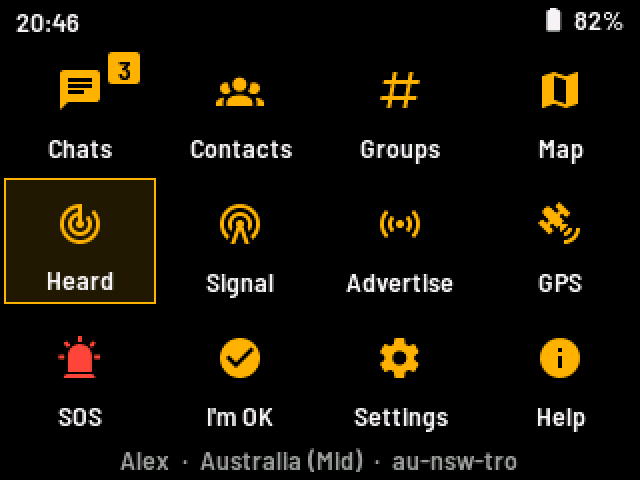 20:46 82%
3
Chats Contacts Groups Map
Heard Signal Advertise GPS
SOS I'm OK Settings Help
Alex · Australia (Mid) · au-nsw-tro